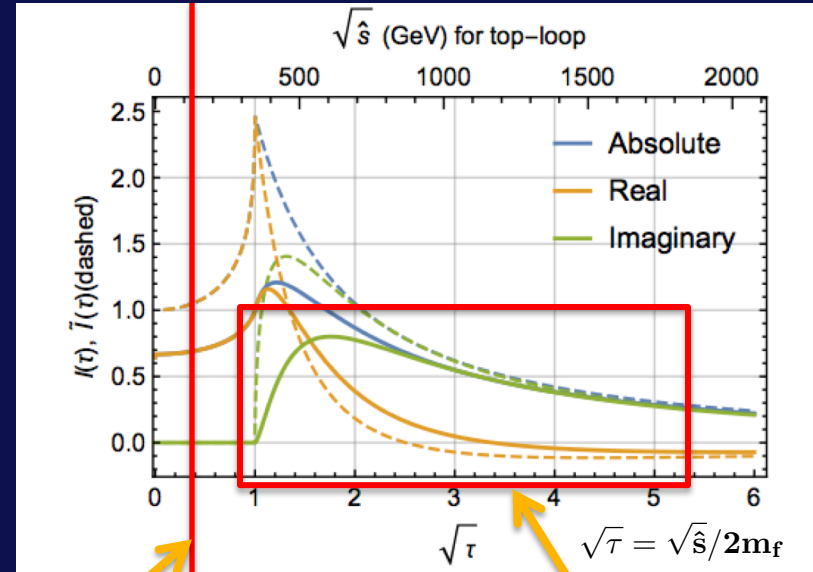 √ŝ (GeV) for top–loop
0 500 1000 1500 2000
2.5
2.0
1.5
1.0
0.5
0.0
I(τ), Ĩ(τ)(dashed)
Absolute
Real
Imaginary
0 1 2 3 4 5 6
√τ
√τ = √ŝ/2m_f